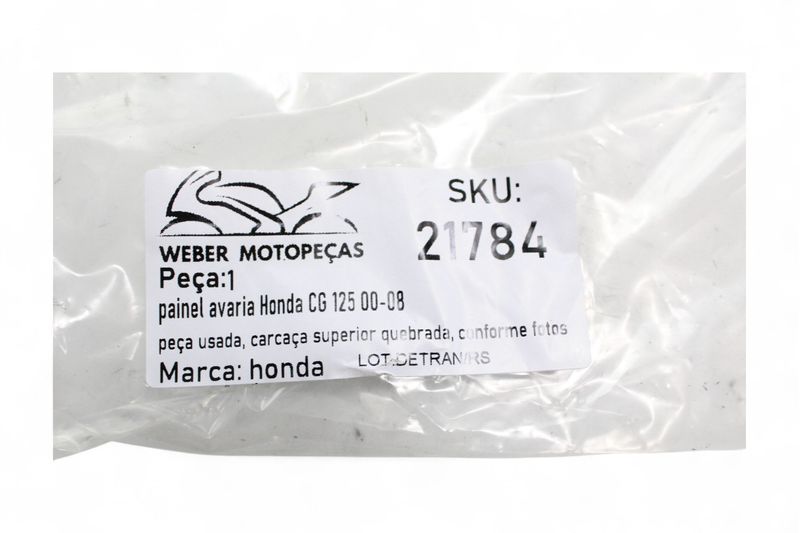 WEBER MOTOPEÇAS
SKU:
21784
Peça:1
painel avaria Honda CG 125 00-08
peça usada, carcaça superior quebrada, conforme fotos
Marca: honda
LOT:DETRAN/RS